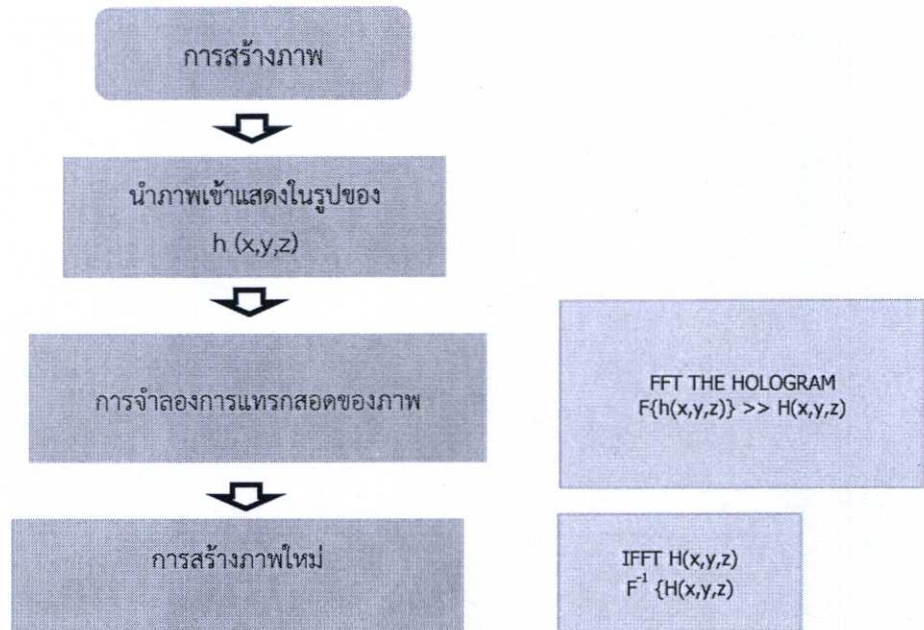 การสร้างภาพ
นำภาพเข้าแสดงในรูปของ
h (x,y,z)
การจำลองการแทรกสอดของภาพ
FFT THE HOLOGRAM
F{h(x,y,z)} >> H(x,y,z)
การสร้างภาพใหม่
IFFT H(x,y,z)
F⁻¹ {H(x,y,z)